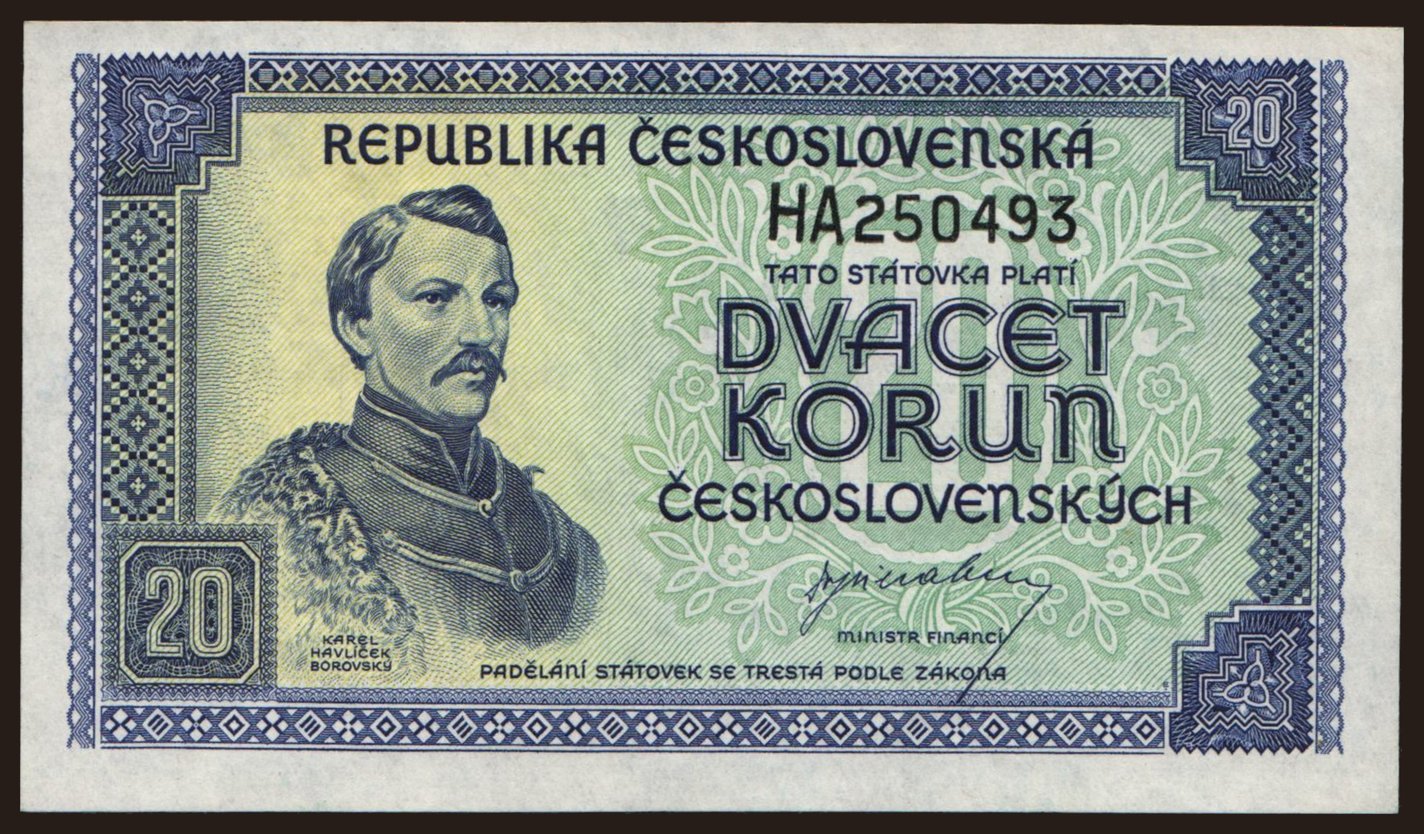 20
REPUBLIKA ČESKOSLOVENSKÁ
HA250493
TATO STÁTOVKA PLATÍ
DVACET
KORUN
ČESKOSLOVENSKÝCH
20
KAREL
HAVLÍČEK
BOROVSKÝ
MINISTR FINANCÍ
PADĚLÁNÍ STÁTOVEK SE TRESTÁ PODLE ZÁKONA